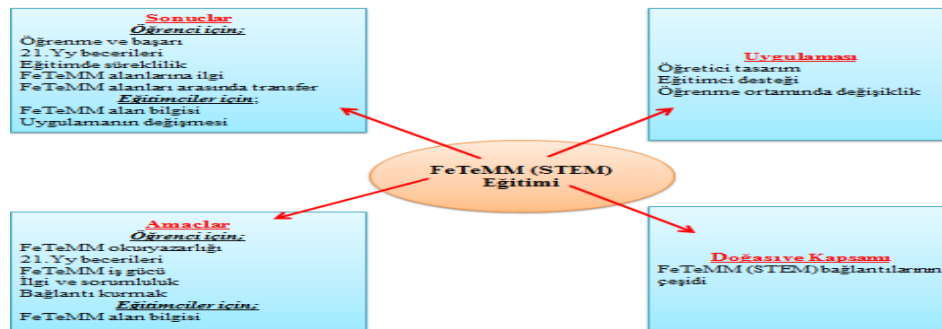 Sonuclar
Öğrenci için;
Öğrenme ve başarı
21.Yy becerileri
Eğitimde süreklilik
FeTeMM alanlarına ilgi
FeTeMM alanları arasında transfer
Eğitimciler için;
FeTeMM alan bilgisi
Uygulamanın değişmesi
Uygulaması
Öğretici tasarım
Eğitimci desteği
Öğrenme ortamında değişiklik
FeTeMM (STEM)
Eğitimi
Amaclar
Öğrenci için;
FeTeMM okuryazarlığı
21.Yy becerileri
FeTeMM iş gücü
İlgi ve sorumluluk
Bağlantı kurmak
Eğitimciler için;
FeTeMM alan bilgisi
Doğası ve Kapsamı
FeTeMM (STEM) bağlantılarının
çeşidi